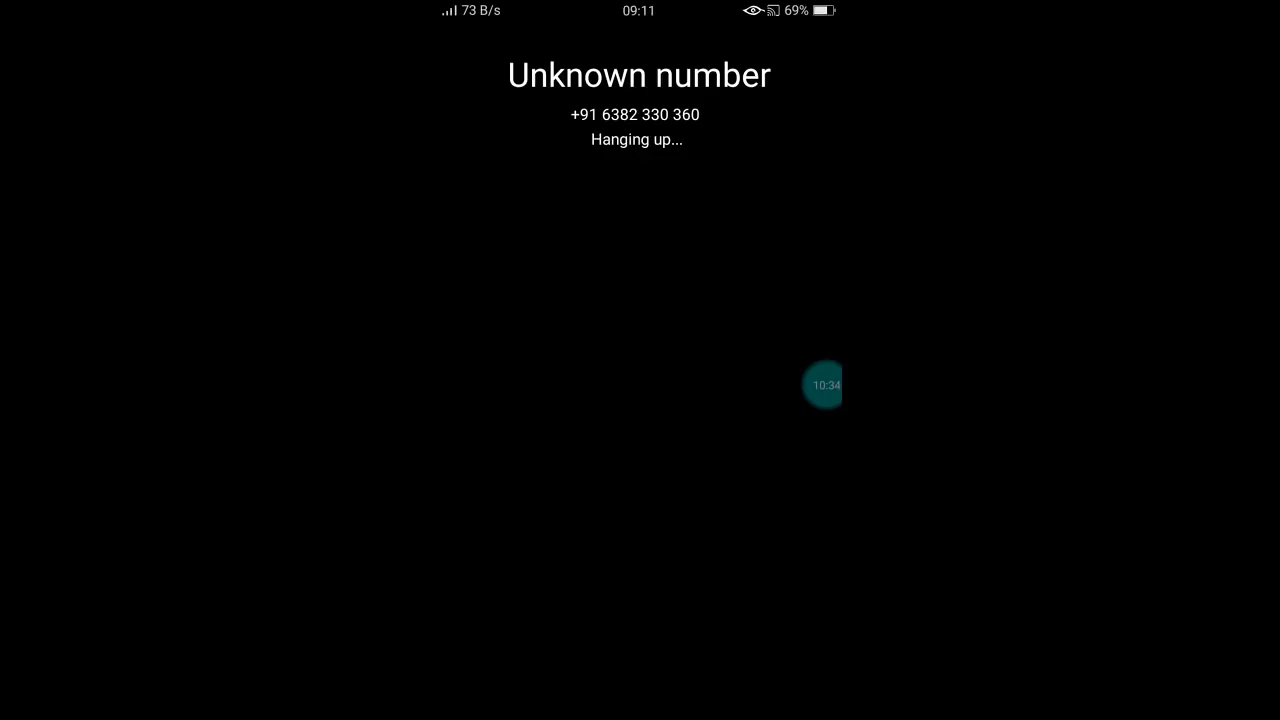 73 B/s 09:11 69%
Unknown number
+91 6382 330 360
Hanging up...
10:34